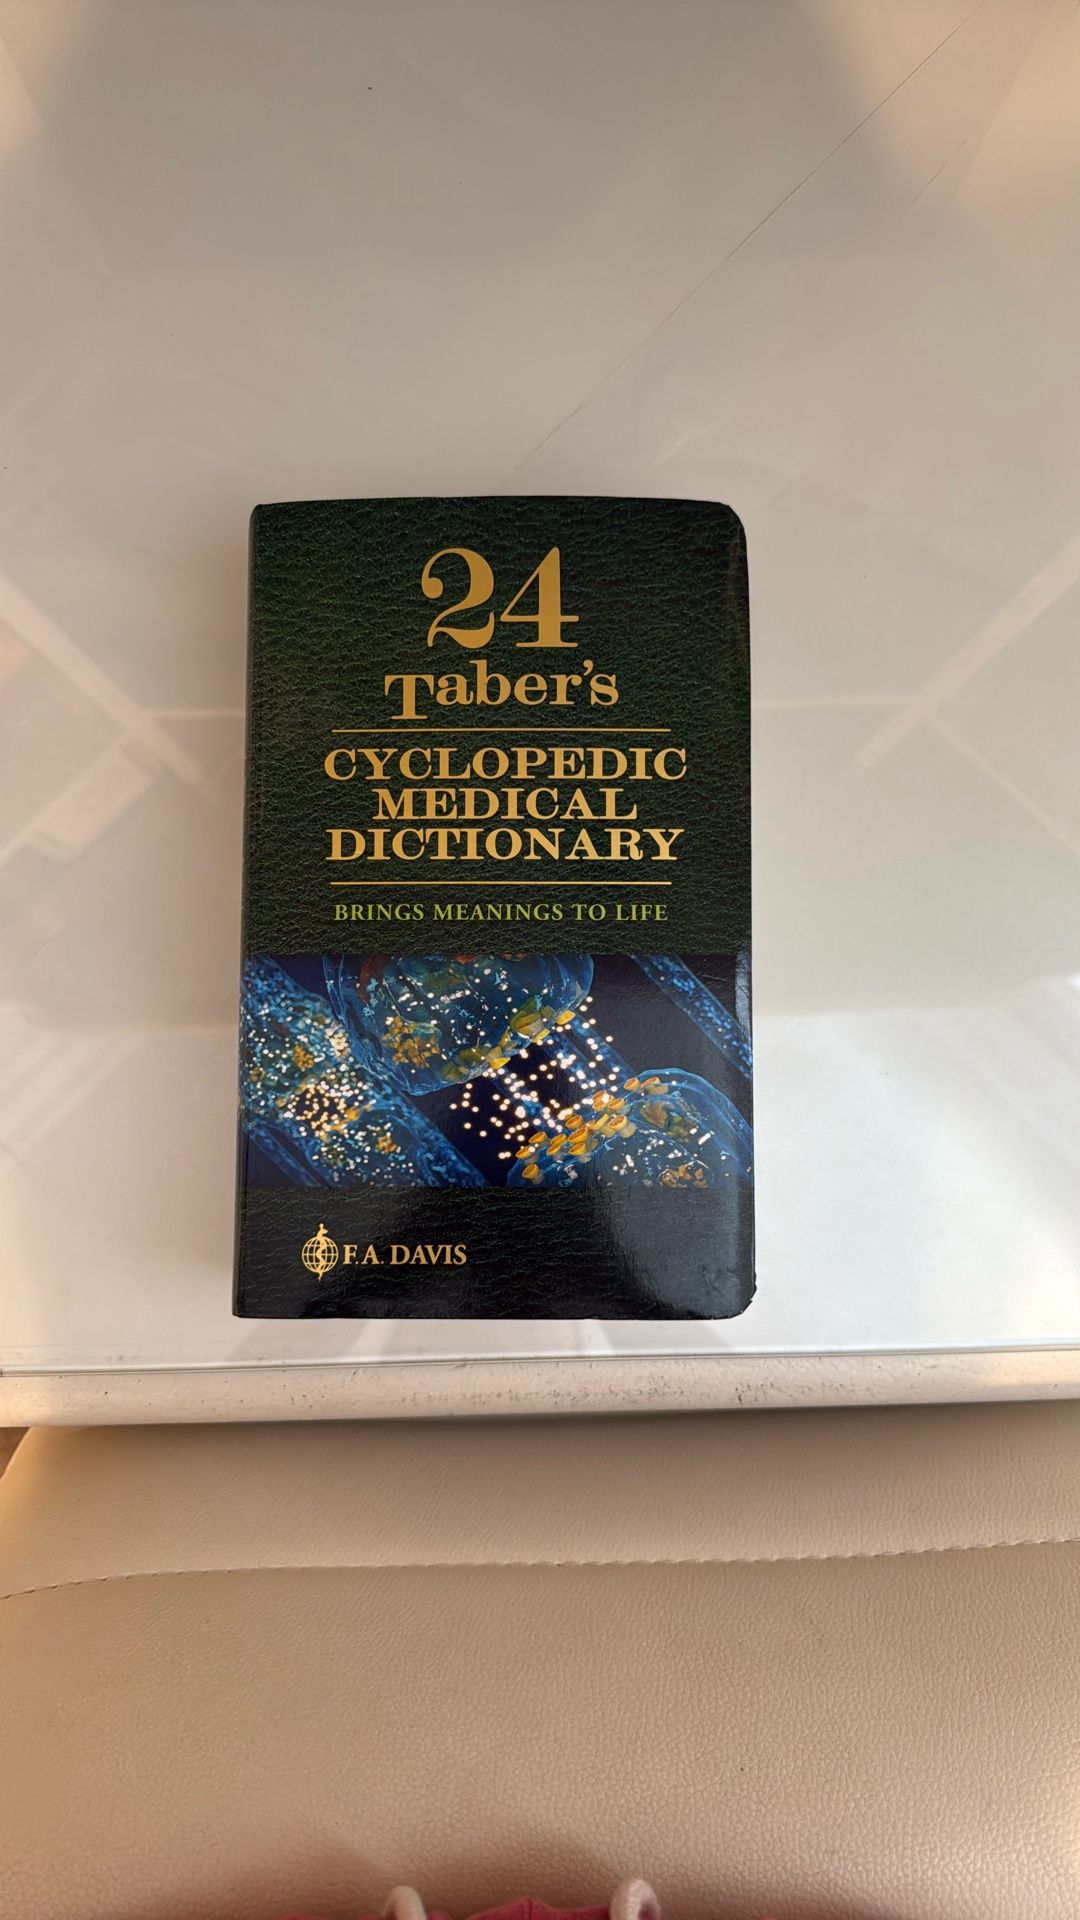 24
Taber's
CYCLOPEDIC
MEDICAL
DICTIONARY
BRINGS MEANINGS TO LIFE
F.A. DAVIS